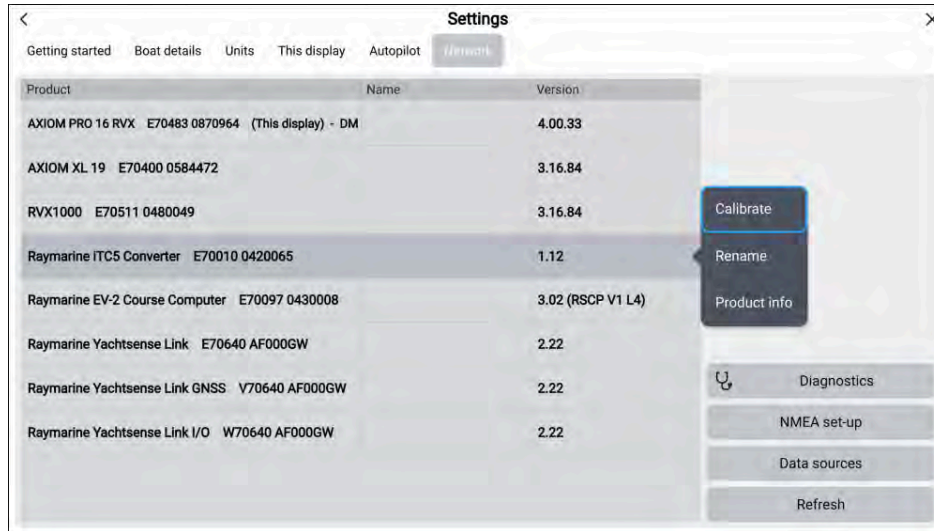 Settings
Getting started Boat details Units This display Autopilot Network
Product Name Version
AXIOM PRO 16 RVX E70483 0870964 (This display) - DM 4.00.33
AXIOM XL 19 E70400 0584472 3.16.84
RVX1000 E70511 0480049 3.16.84
Calibrate
Raymarine iTC5 Converter E70010 0420065 1.12
Rename
Raymarine EV-2 Course Computer E70097 0430008 3.02 (RSCP V1 L4)
Product info
Raymarine Yachtsense Link E70640 AF000GW 2.22
Raymarine Yachtsense Link GNSS V70640 AF000GW 2.22
Diagnostics
Raymarine Yachtsense Link I/O W70640 AF000GW 2.22
NMEA set-up
Data sources
Refresh